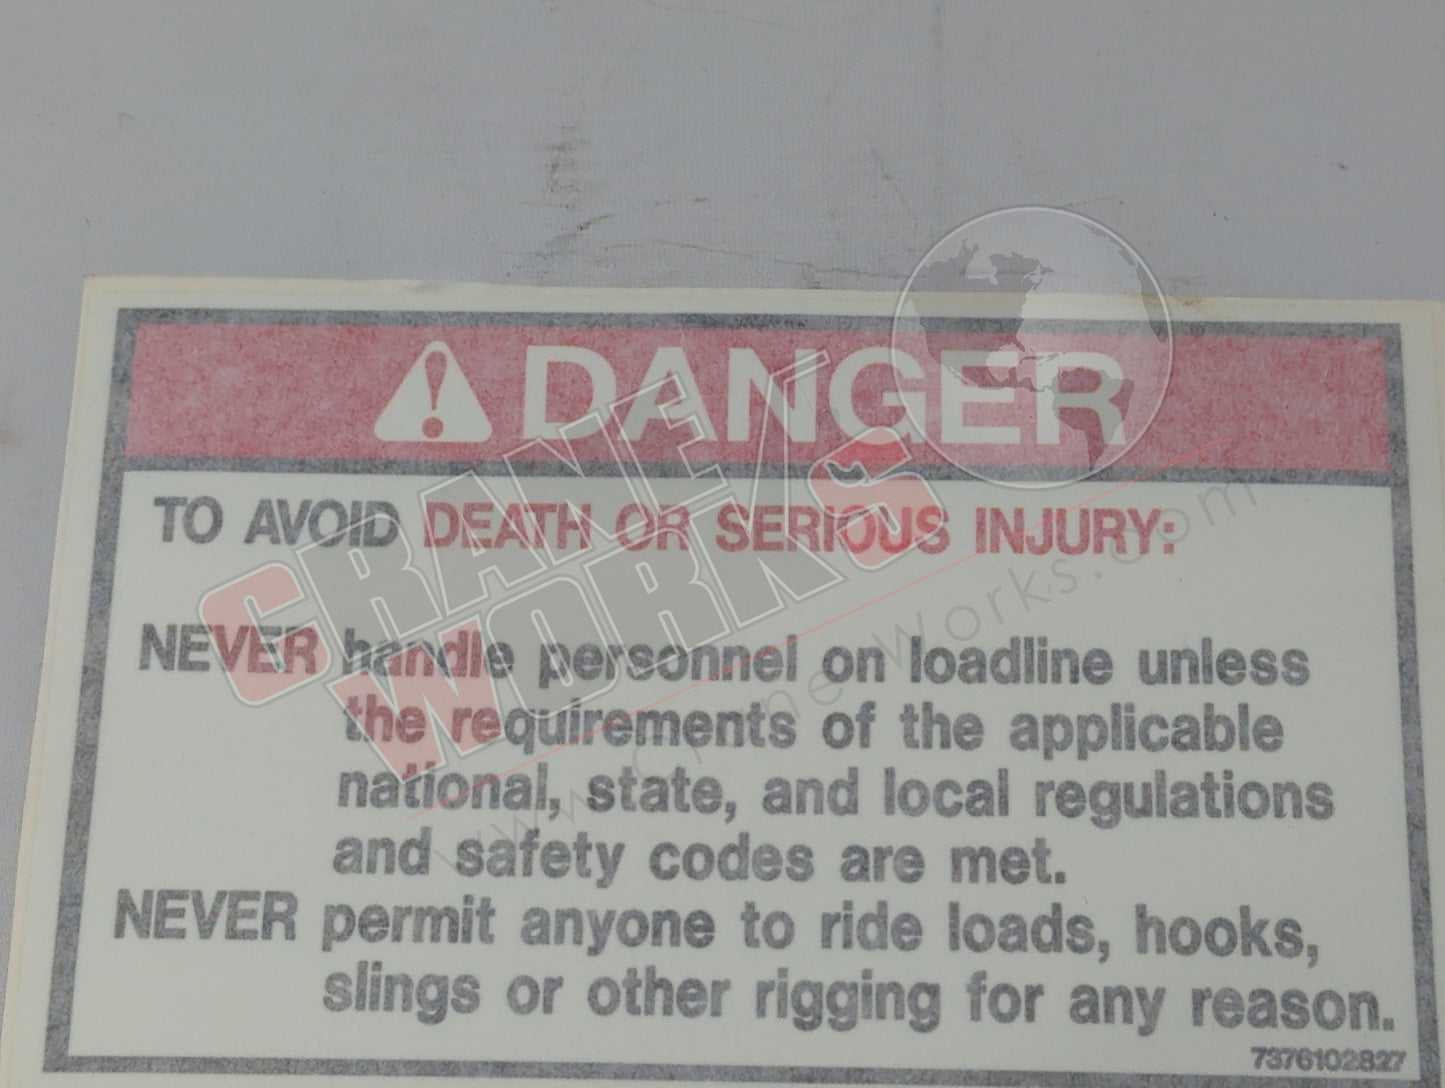 DANGER
TO AVOID DEATH OR SERIOUS INJURY:
NEVER handle personnel on loadline unless
the requirements of the applicable
national, state, and local regulations
and safety codes are met.
NEVER permit anyone to ride loads, hooks,
slings or other rigging for any reason.
7376102827
CRANE
WORKS
www.CraneWorks.com